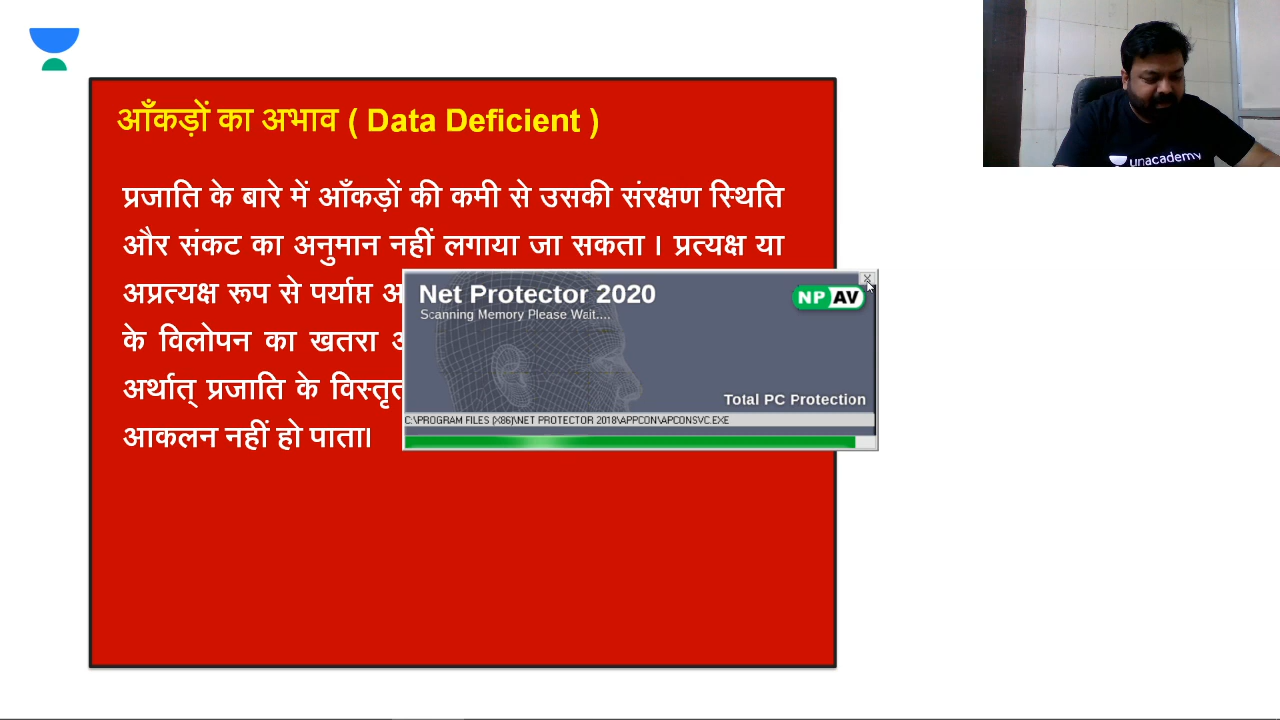 आँकड़ों का अभाव ( Data Deficient )
प्रजाति के बारे में आँकड़ों की कमी से उसकी संरक्षण स्थिति
और संकट का अनुमान नहीं लगाया जा सकता । प्रत्यक्ष या
अप्रत्यक्ष रूप से पर्याप्त
के विलोपन का खतरा
अर्थात् प्रजाति के विस्तृत
आकलन नहीं हो पाता।
Net Protector 2020
NP AV
Scanning Memory Please Wait....
Total PC Protection
C:\PROGRAM FILES (X86)\NET PROTECTOR 2018\APPCON\APCONSVC.EXE
unacademy